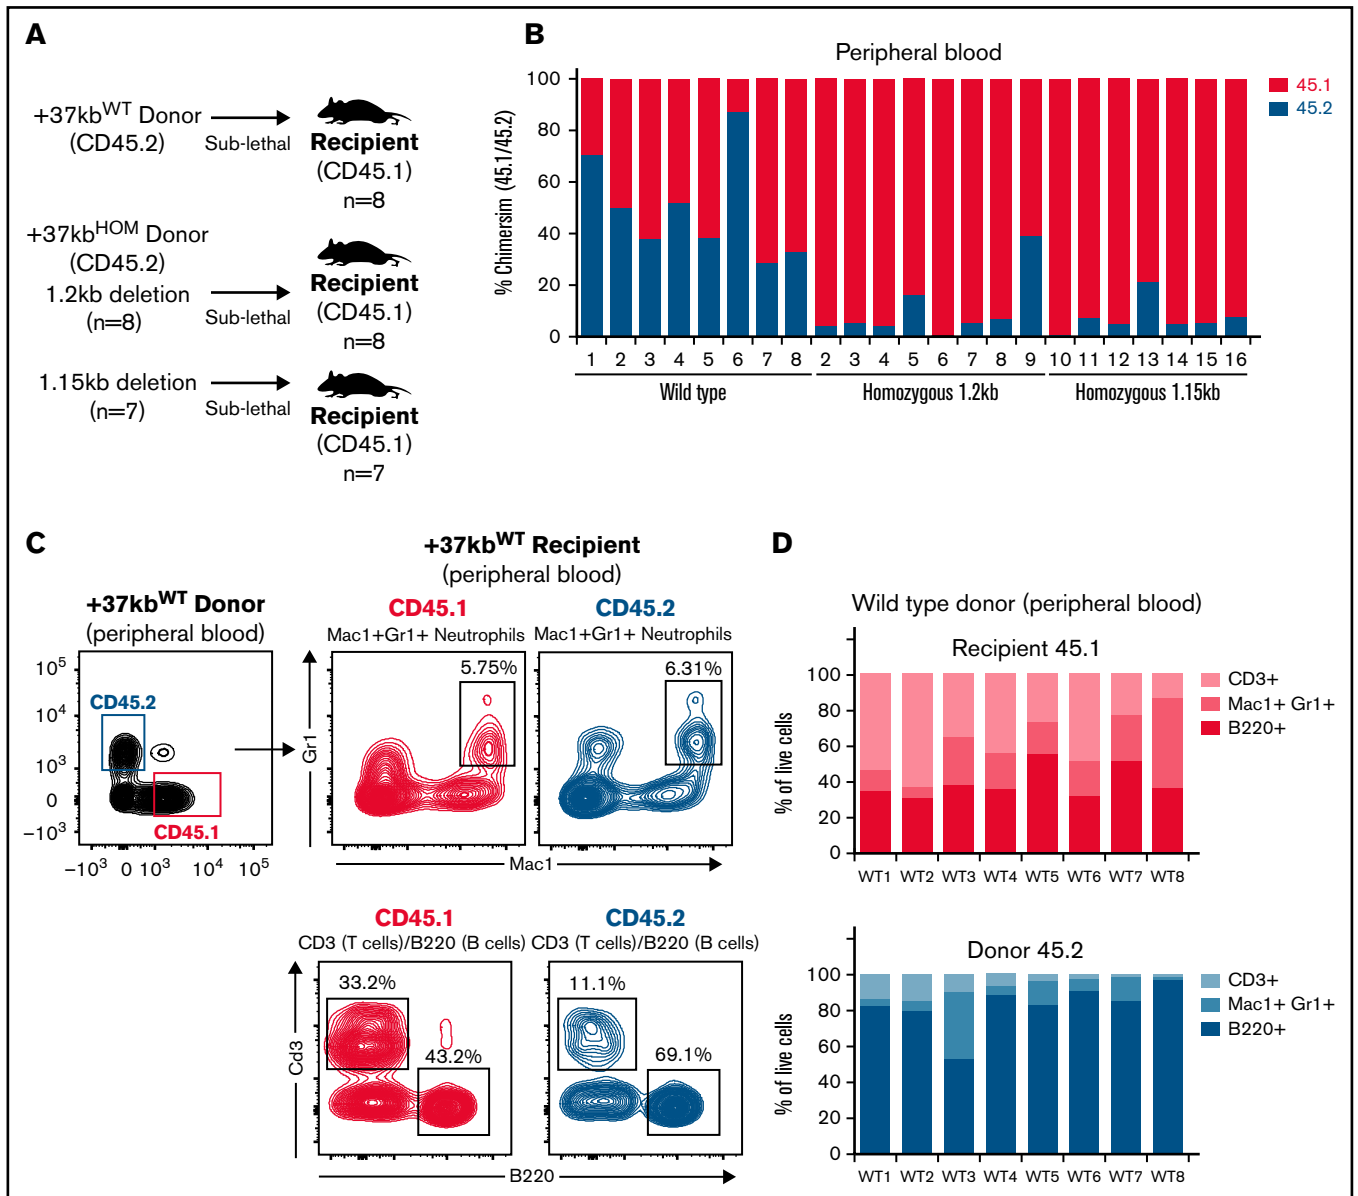 A
+37kbWT Donor
(CD45.2)
Sub-lethal
Recipient
(CD45.1)
n=8
+37kbHOM Donor
(CD45.2)
1.2kb deletion
(n=8)
Sub-lethal
Recipient
(CD45.1)
n=8
1.15kb deletion
(n=7)
Sub-lethal
Recipient
(CD45.1)
n=7
B
Peripheral blood
% Chimersim (45.1/45.2)
100
80
60
40
20
0
1 2 3 4 5 6 7 8 2 3 4 5 6 7 8 9 10 11 12 13 14 15 16
Wild type Homozygous 1.2kb Homozygous 1.15kb
45.1
45.2
C
+37kbWT Donor
(peripheral blood)
10^5
10^4
10^3
0
−10^3
CD45.2
CD45.1
−10^3 0 10^3 10^4 10^5
+37kbWT Recipient
(peripheral blood)
CD45.1 CD45.2
Mac1+Gr1+ Neutrophils Mac1+Gr1+ Neutrophils
5.75% 6.31%
Gr1
Mac1
CD45.1 CD45.2
CD3 (T cells)/B220 (B cells) CD3 (T cells)/B220 (B cells)
33.2% 11.1%
43.2% 69.1%
Cd3
B220
D
Wild type donor (peripheral blood)
Recipient 45.1
% of live cells
100
80
60
40
20
0
WT1 WT2 WT3 WT4 WT5 WT6 WT7 WT8
CD3+
Mac1+ Gr1+
B220+
Donor 45.2
% of live cells
100
80
60
40
20
0
WT1 WT2 WT3 WT4 WT5 WT6 WT7 WT8
CD3+
Mac1+ Gr1+
B220+